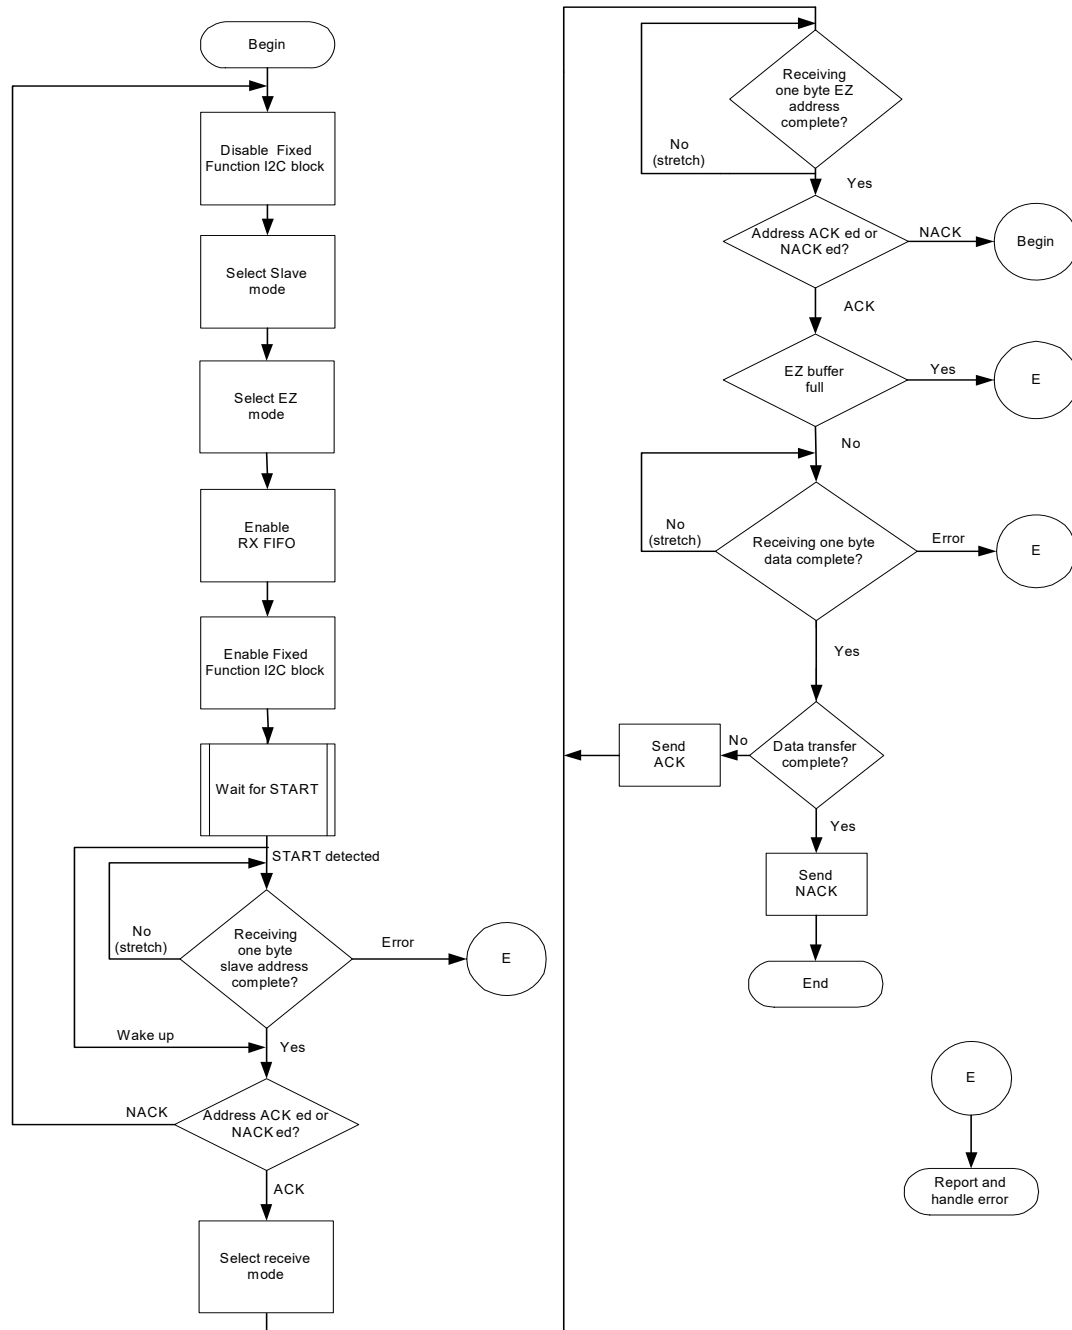 Begin
Disable Fixed
Function I2C block
Select Slave
mode
Select EZ
mode
Enable
RX FIFO
Enable Fixed
Function I2C block
Wait for START
START detected
No
(stretch)
Receiving
one byte
slave address
complete?
Error
E
Wake up
Yes
NACK
Address ACK ed or
NACK ed?
ACK
Select receive
mode
Receiving
one byte EZ
address
complete?
No
(stretch)
Yes
Address ACK ed or
NACK ed?
NACK
Begin
ACK
EZ buffer
full
Yes
E
No
No
(stretch)
Receiving one byte
data complete?
Error
E
Yes
Send
ACK
No
Data transfer
complete?
Yes
Send
NACK
End
E
Report and
handle error